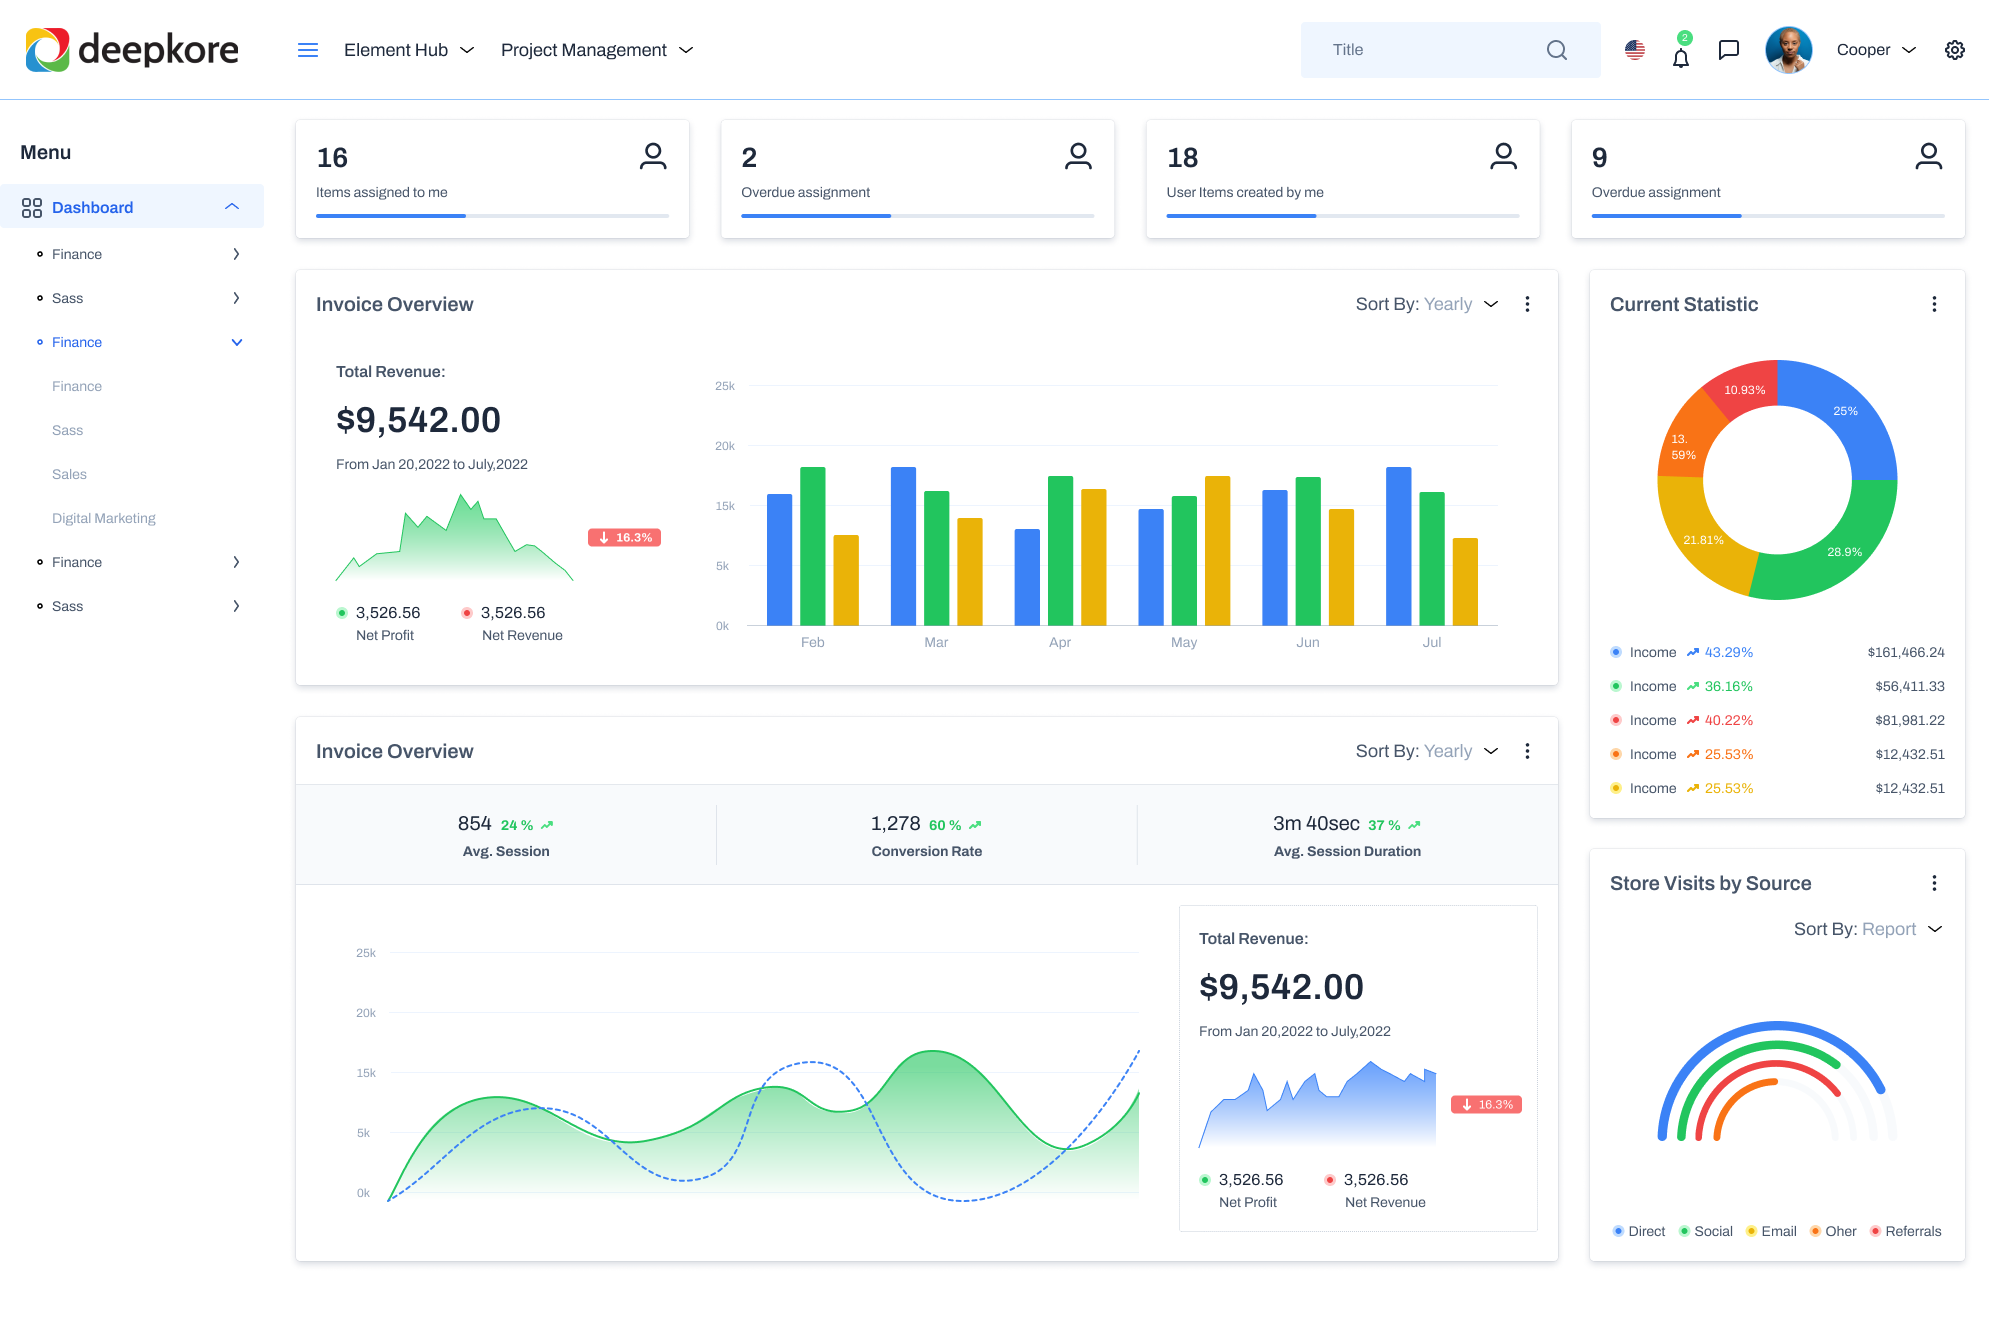 deepkore
Element Hub
Project Management
Title
2
Cooper
Menu
Dashboard
Finance
Sass
Finance
Finance
Sass
Sales
Digital Marketing
Finance
Sass
16
Items assigned to me
2
Overdue assignment
18
User Items created by me
9
Overdue assignment
Invoice Overview
Sort By: Yearly
Total Revenue:
$9,542.00
From Jan 20,2022 to July,2022
16.3%
3,526.56
Net Profit
3,526.56
Net Revenue
25k
20k
15k
5k
0k
Feb
Mar
Apr
May
Jun
Jul
Current Statistic
10.93%
25%
13.
59%
21.81%
28.9%
Income 43.29% $161,466.24
Income 36.16% $56,411.33
Income 40.22% $81,981.22
Income 25.53% $12,432.51
Income 25.53% $12,432.51
Invoice Overview
Sort By: Yearly
854 24 %
Avg. Session
1,278 60 %
Conversion Rate
3m 40sec 37 %
Avg. Session Duration
25k
20k
15k
5k
0k
Total Revenue:
$9,542.00
From Jan 20,2022 to July,2022
16.3%
3,526.56
Net Profit
3,526.56
Net Revenue
Store Visits by Source
Sort By: Report
Direct
Social
Email
Oher
Referrals